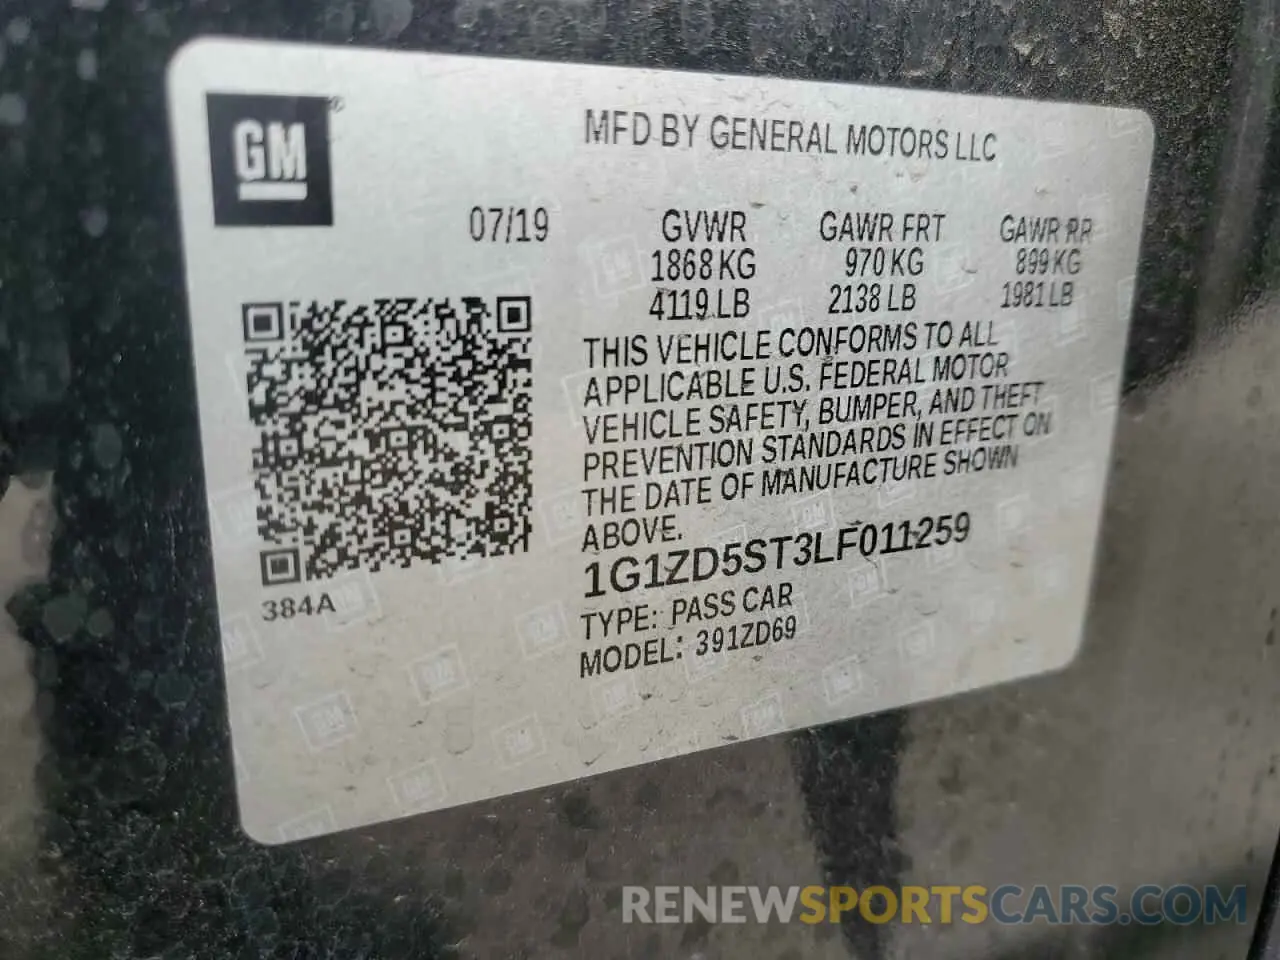 GM ®
MFD BY GENERAL MOTORS LLC
07/19 GVWR GAWR FRT GAWR RR
1868 KG 970 KG 899 KG
4119 LB 2138 LB 1981 LB
THIS VEHICLE CONFORMS TO ALL
APPLICABLE U.S. FEDERAL MOTOR
VEHICLE SAFETY, BUMPER, AND THEFT
PREVENTION STANDARDS IN EFFECT ON
THE DATE OF MANUFACTURE SHOWN
ABOVE.
1G1ZD5ST3LF011259
384A
TYPE: PASS CAR
MODEL: 391ZD69
RENEWSPORTSCARS.COM